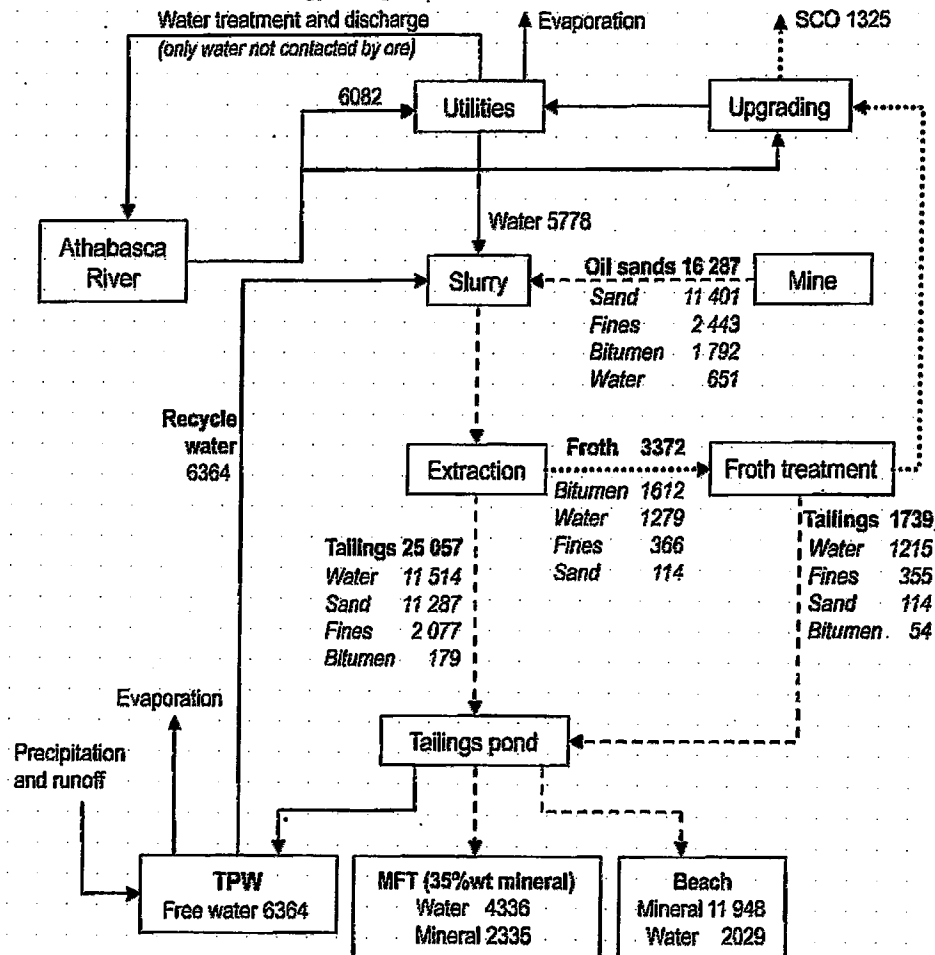 Water treatment and discharge
(only water not contacted by ore)
Evaporation
SCO 1325
6082
Utilities
Upgrading
Water 5778
Athabasca
River
Slurry
Oil sands 16 287
Sand 11 401
Fines 2 443
Bitumen 1 792
Water 651
Mine
Recycle
water
6364
Extraction
Froth 3372
Bitumen 1612
Water 1279
Fines 366
Sand 114
Froth treatment
Tailings 1739
Water 1215
Fines 355
Sand 114
Bitumen 54
Tailings 25 057
Water 11 514
Sand 11 287
Fines 2 077
Bitumen 179
Evaporation
Precipitation
and runoff
Tailings pond
TPW
Free water 6364
MFT (35%wt mineral)
Water 4336
Mineral 2335
Beach
Mineral 11 948
Water 2029